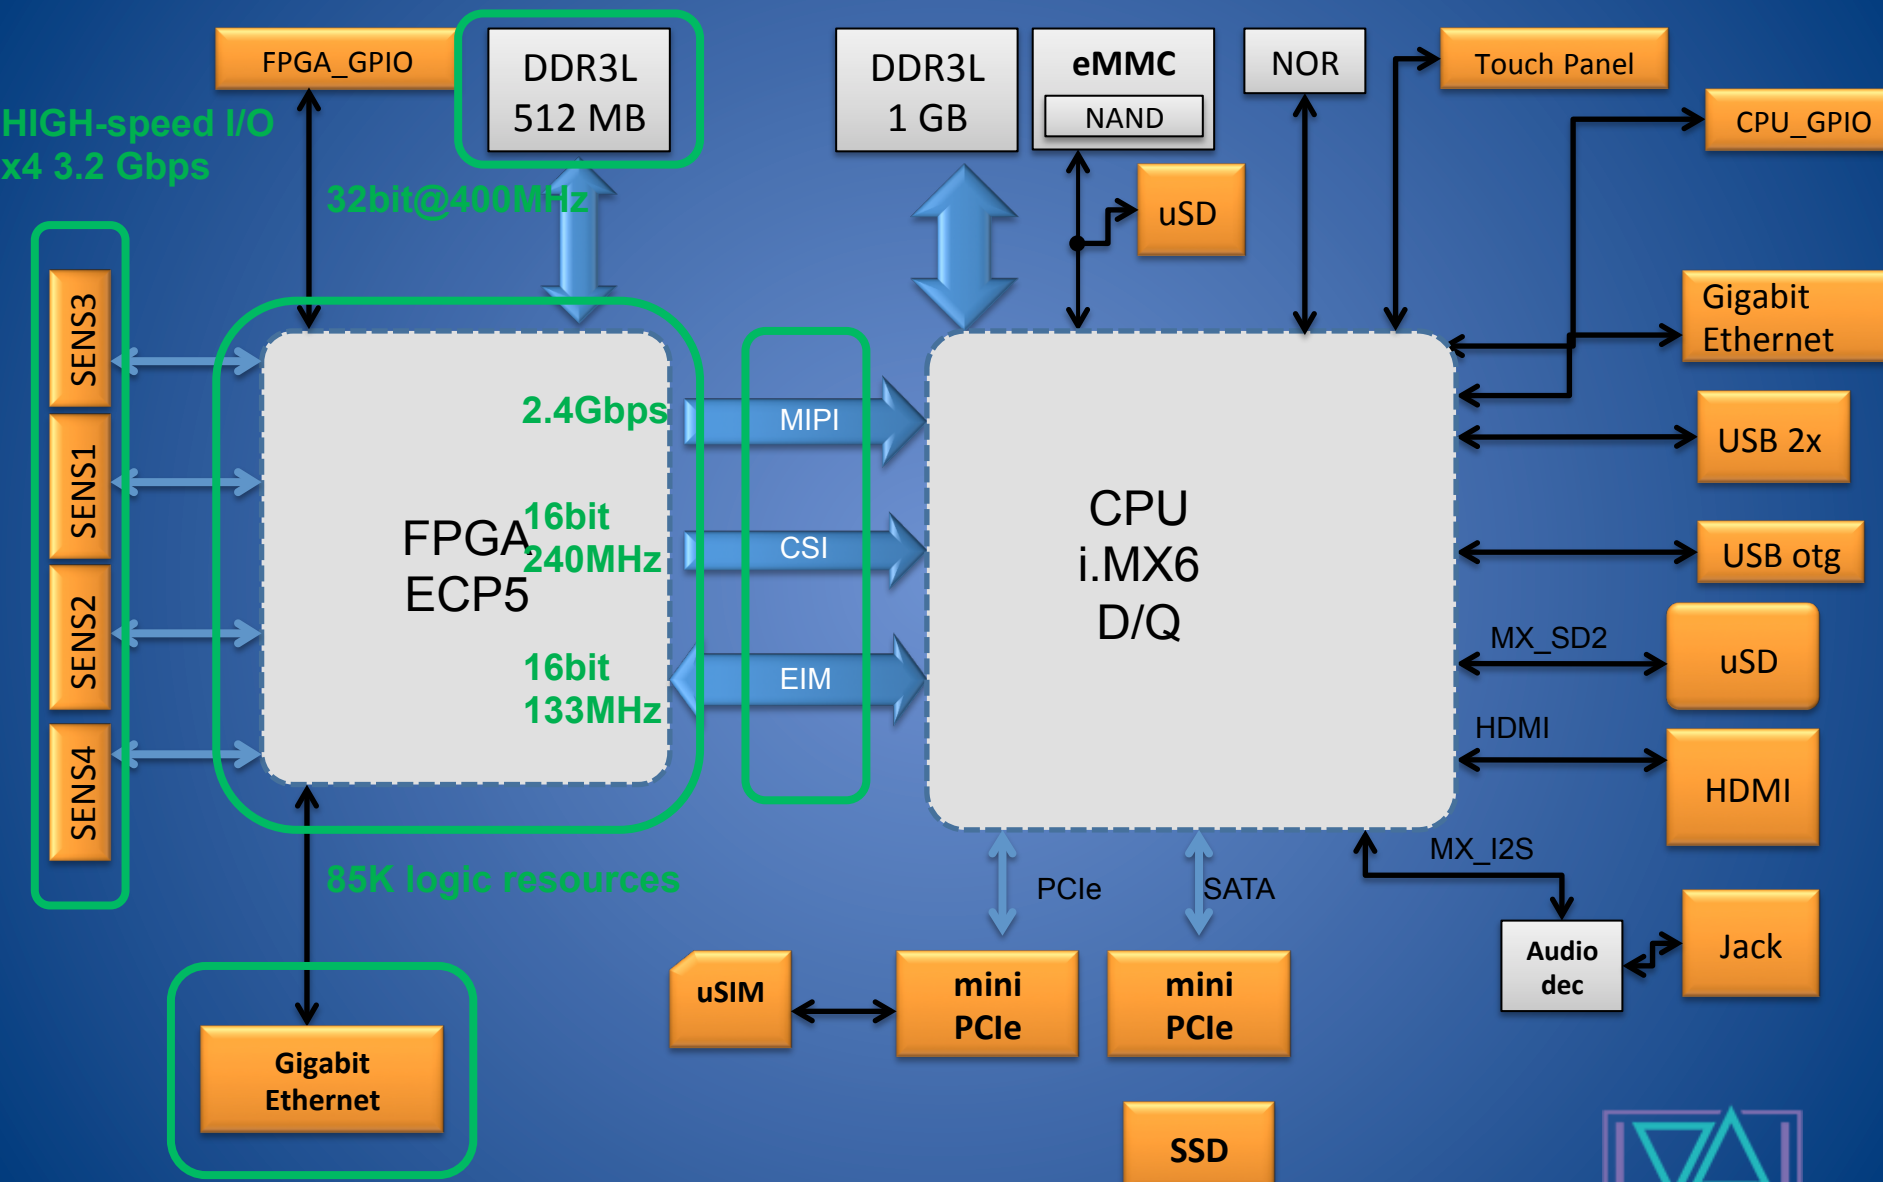 FPGA_GPIO
DDR3L
512 MB
DDR3L
1 GB
eMMC
NAND
NOR
Touch Panel
CPU_GPIO
HIGH-speed I/O
x4 3.2 Gbps
32bit@400MHz
uSD
SENS3
SENS1
SENS2
SENS4
Gigabit
Ethernet
2.4Gbps
MIPI
USB 2x
FPGA
ECP5
16bit
240MHz
CSI
CPU
i.MX6
D/Q
USB otg
16bit
133MHz
EIM
MX_SD2
uSD
HDMI
HDMI
MX_I2S
85K logic resources
PCIe
SATA
Audio
dec
Jack
uSIM
mini
PCIe
mini
PCIe
Gigabit
Ethernet
SSD